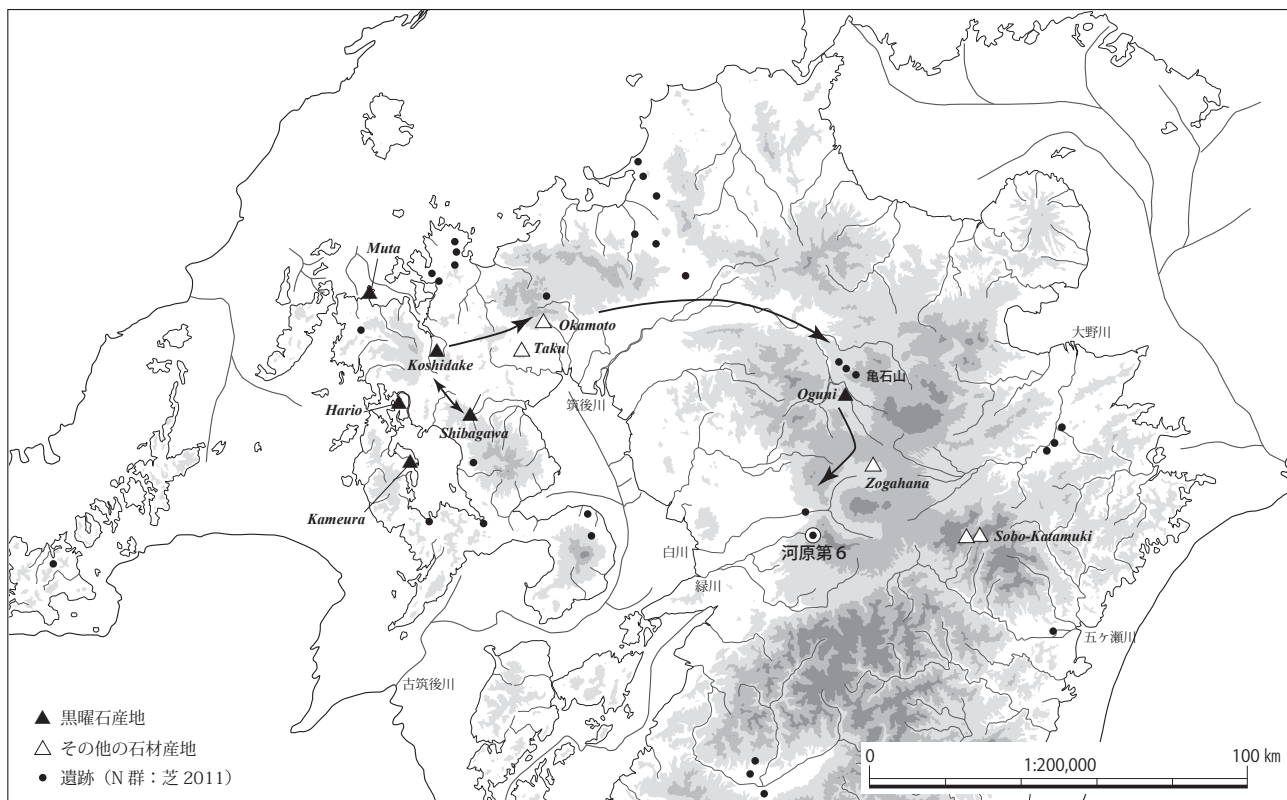 Muta
大野川
Okamoto
Taku
Koshidake
亀石山
Oguni
筑後川
Hario
Shibagawa
Zogahana
Kameura
Sobo-Katamuki
白川
河原第６
緑川
五ヶ瀬川
古筑後川
▲ 黒曜石産地
△ その他の石材産地
● 遺跡（N 群：芝 2011）
0
100 km
1:200,000